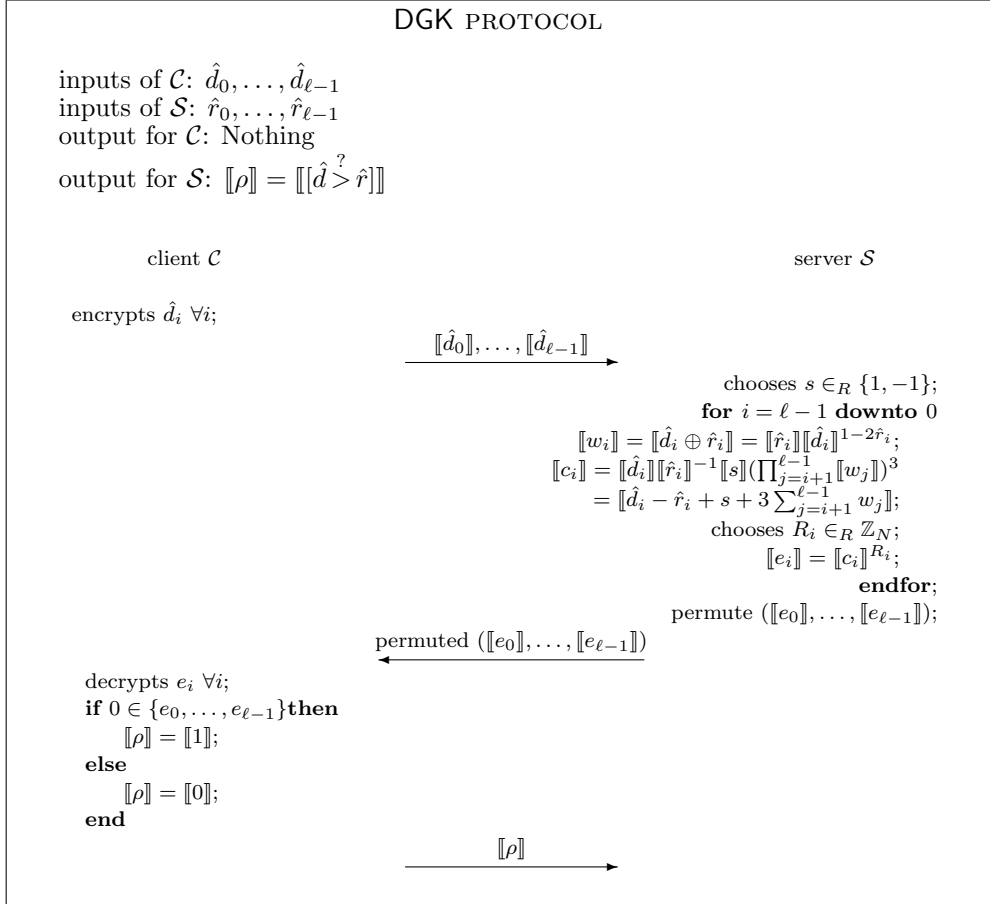 DGK PROTOCOL
inputs of 𝒞: d̂₀, . . . , d̂_{ℓ−1}
inputs of 𝒮: r̂₀, . . . , r̂_{ℓ−1}
output for 𝒞: Nothing
output for 𝒮: ⟦ρ⟧ = ⟦[d̂ >^? r̂]⟧
client 𝒞
server 𝒮
encrypts d̂ᵢ ∀i;
⟦d̂₀⟧, . . . , ⟦d̂_{ℓ−1}⟧
chooses s ∈_R {1, −1};
for i = ℓ − 1 downto 0
⟦wᵢ⟧ = ⟦d̂ᵢ ⊕ r̂ᵢ⟧ = ⟦r̂ᵢ⟧⟦d̂ᵢ⟧^{1−2r̂ᵢ};
⟦cᵢ⟧ = ⟦d̂ᵢ⟧⟦r̂ᵢ⟧^{−1}⟦s⟧(∏_{j=i+1}^{ℓ−1}⟦wⱼ⟧)³
= ⟦d̂ᵢ − r̂ᵢ + s + 3 ∑_{j=i+1}^{ℓ−1} wⱼ⟧;
chooses Rᵢ ∈_R ℤ_N;
⟦eᵢ⟧ = ⟦cᵢ⟧^{Rᵢ};
endfor;
permute (⟦e₀⟧, . . . , ⟦e_{ℓ−1}⟧);
permuted (⟦e₀⟧, . . . , ⟦e_{ℓ−1}⟧)
decrypts eᵢ ∀i;
if 0 ∈ {e₀, . . . , e_{ℓ−1}}then
⟦ρ⟧ = ⟦1⟧;
else
⟦ρ⟧ = ⟦0⟧;
end
⟦ρ⟧